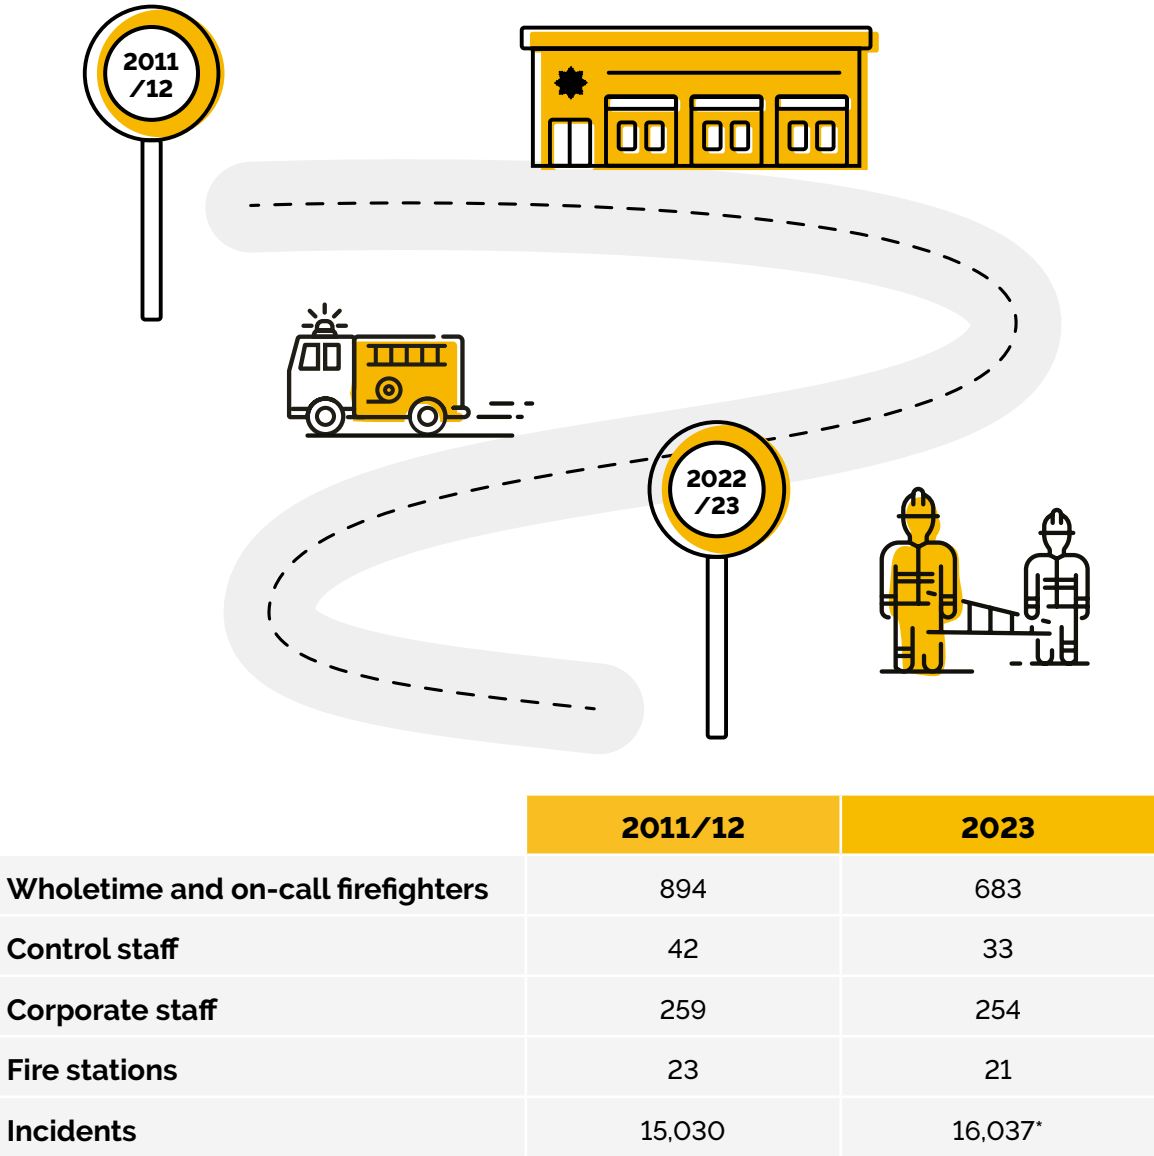 2011
/12
2022
/23
2011/12 2023
Wholetime and on-call firefighters 894 683
Control staff 42 33
Corporate staff 259 254
Fire stations 23 21
Incidents 15,030 16,037*